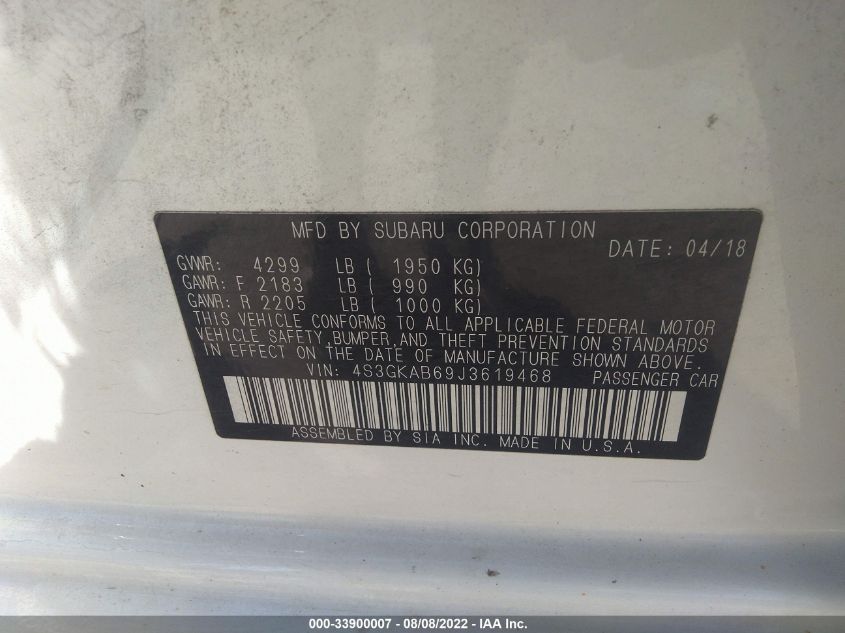 MFD BY SUBARU CORPORATION
DATE: 04/18
GVWR: 4299 LB ( 1950 KG)
GAWR: F 2183 LB ( 990 KG)
GAWR: R 2205 LB ( 1000 KG)
THIS VEHICLE CONFORMS TO ALL APPLICABLE FEDERAL MOTOR
VEHICLE SAFETY,BUMPER,AND THEFT PREVENTION STANDARDS
IN EFFECT ON THE DATE OF MANUFACTURE SHOWN ABOVE.
VIN: 4S3GKAB69J3619468 PASSENGER CAR
ASSEMBLED BY SIA INC. MADE IN U.S.A.
000-33900007 - 08/08/2022 - IAA Inc.